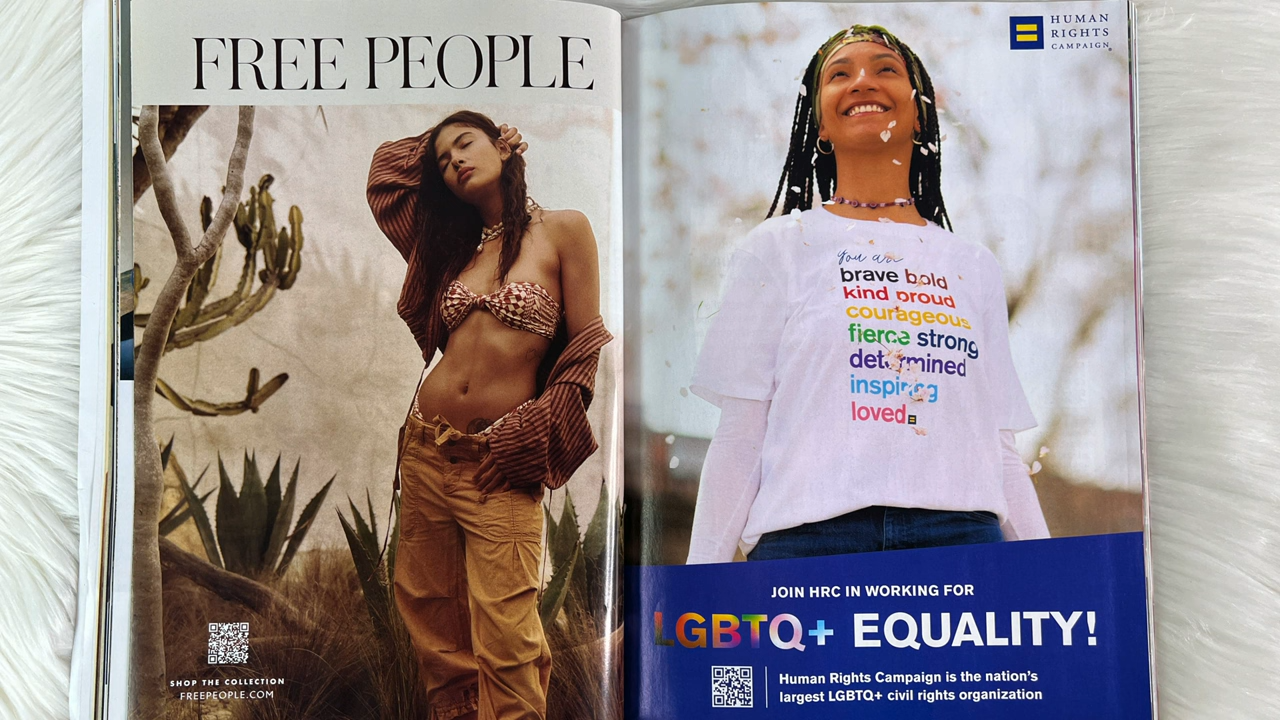 FREE PEOPLE
SHOP THE COLLECTION
FREEPEOPLE.COM
HUMAN
RIGHTS
CAMPAIGN®
you are
brave bold
kind proud
courageous
fierce strong
determined
inspiring
loved
JOIN HRC IN WORKING FOR
LGBTQ+ EQUALITY!
Human Rights Campaign is the nation's
largest LGBTQ+ civil rights organization